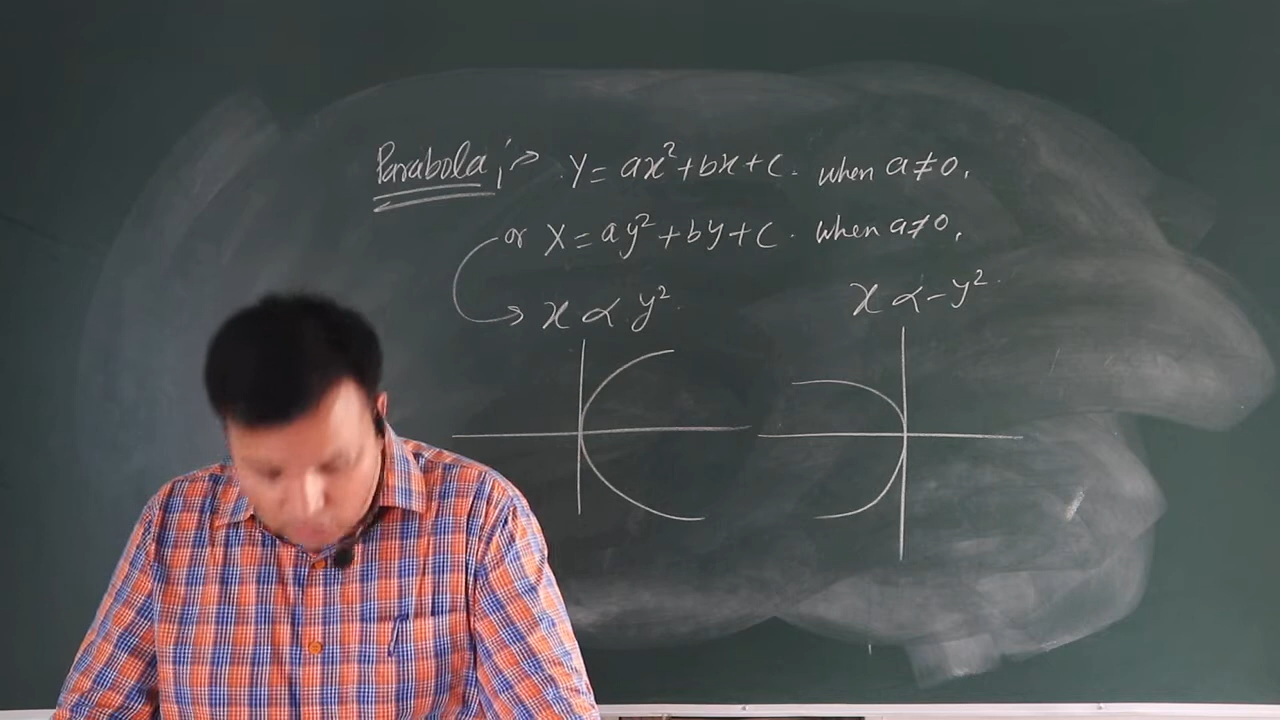 Parabola ;→ Y = ax² + bx + c. when a ≠ 0,
or X = ay² + by + c. when a ≠ 0,
→ x ∝ y². x ∝ - y².